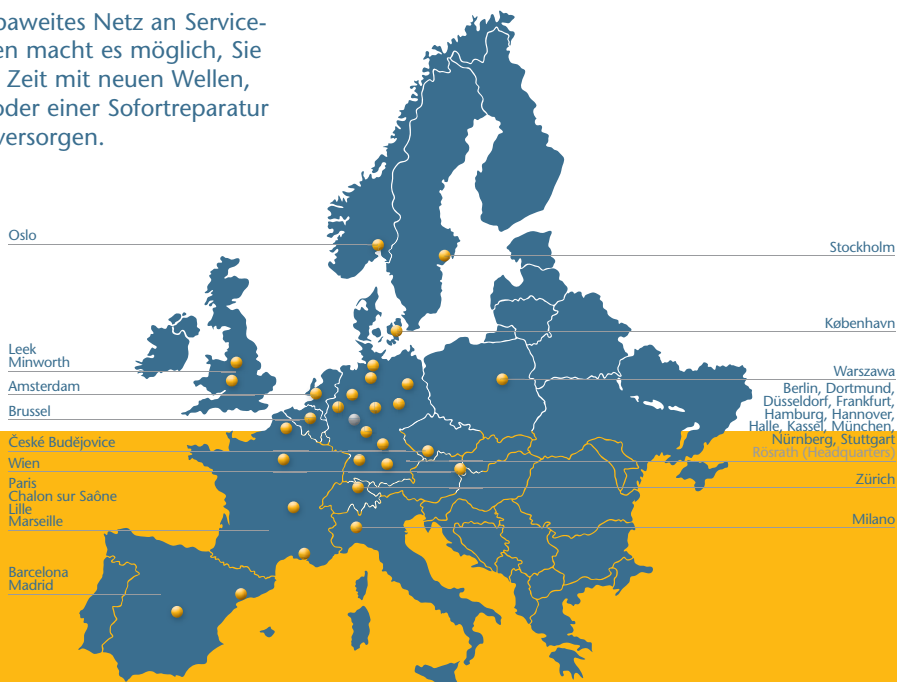 paweites Netz an Service-
en macht es möglich, Sie
Zeit mit neuen Wellen,
oder einer Sofortreparatur
versorgen.
Oslo
Stockholm
København
Leek
Minworth
Amsterdam
Brussel
České Budějovice
Wien
Paris
Chalon sur Saône
Lille
Marseille
Barcelona
Madrid
Warszawa
Berlin, Dortmund,
Düsseldorf, Frankfurt,
Hamburg, Hannover,
Halle, Kassel, München,
Nürnberg, Stuttgart
Rösrath (Headquarters)
Zürich
Milano